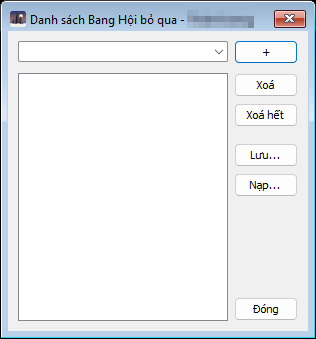 Danh sách Bang Hội bỏ qua -
+
Xoá
Xoá hết
Lưu...
Nạp...
Đóng